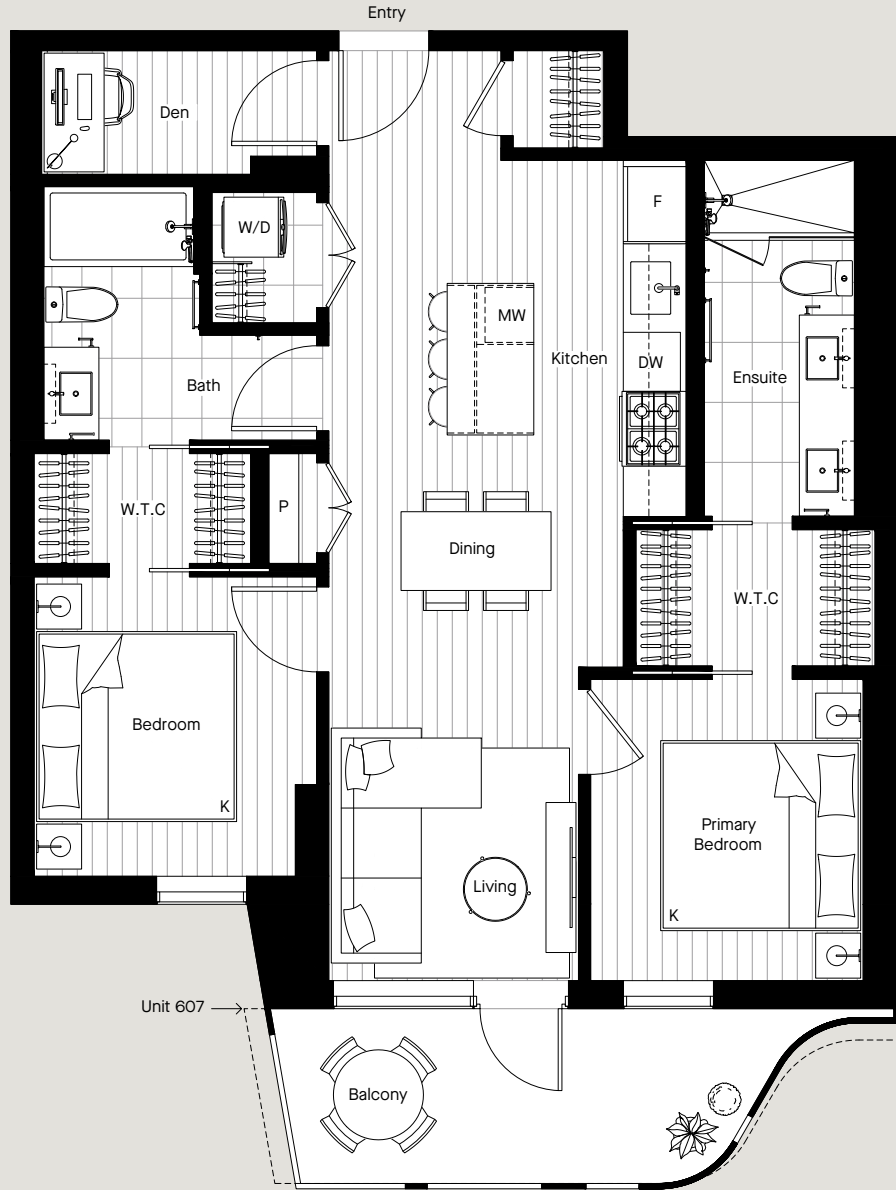 Entry
Den
W/D
F
MW
Kitchen
DW
Ensuite
Bath
W.T.C
P
Dining
W.T.C
Bedroom
K
Primary
Bedroom
K
Living
Unit 607
Balcony